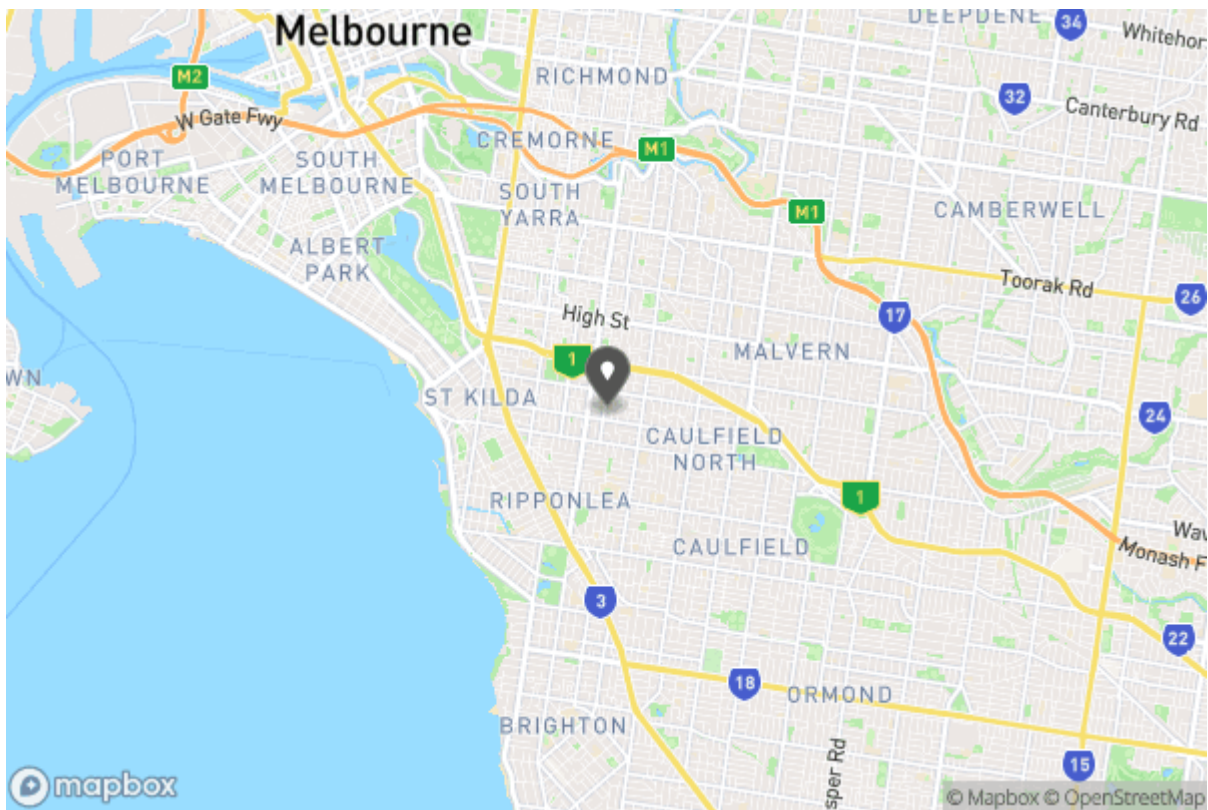 DEEPDENE
34
Melbourne
Whitehor
RICHMOND
M2
32
Canterbury Rd
W Gate Fwy
CREMORNE
M1
PORT
MELBOURNE
SOUTH
MELBOURNE
SOUTH
YARRA
M1
CAMBERWELL
ALBERT
PARK
Toorak Rd
26
High St
17
MALVERN
1
ST KILDA
24
WN
CAULFIELD
NORTH
RIPPONLEA
1
Wav
CAULFIELD
Monash F
3
22
18
ORMOND
BRIGHTON
sper Rd
15
mapbox
© Mapbox © OpenStreetMap